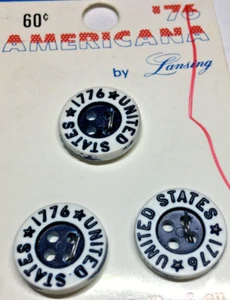 60¢
'76
AMERICANA
by Lansing
1776 ★ UNITED STATES ★
1776 ★ UNITED STATES ★
UNITED STATES ★ 1776 ★